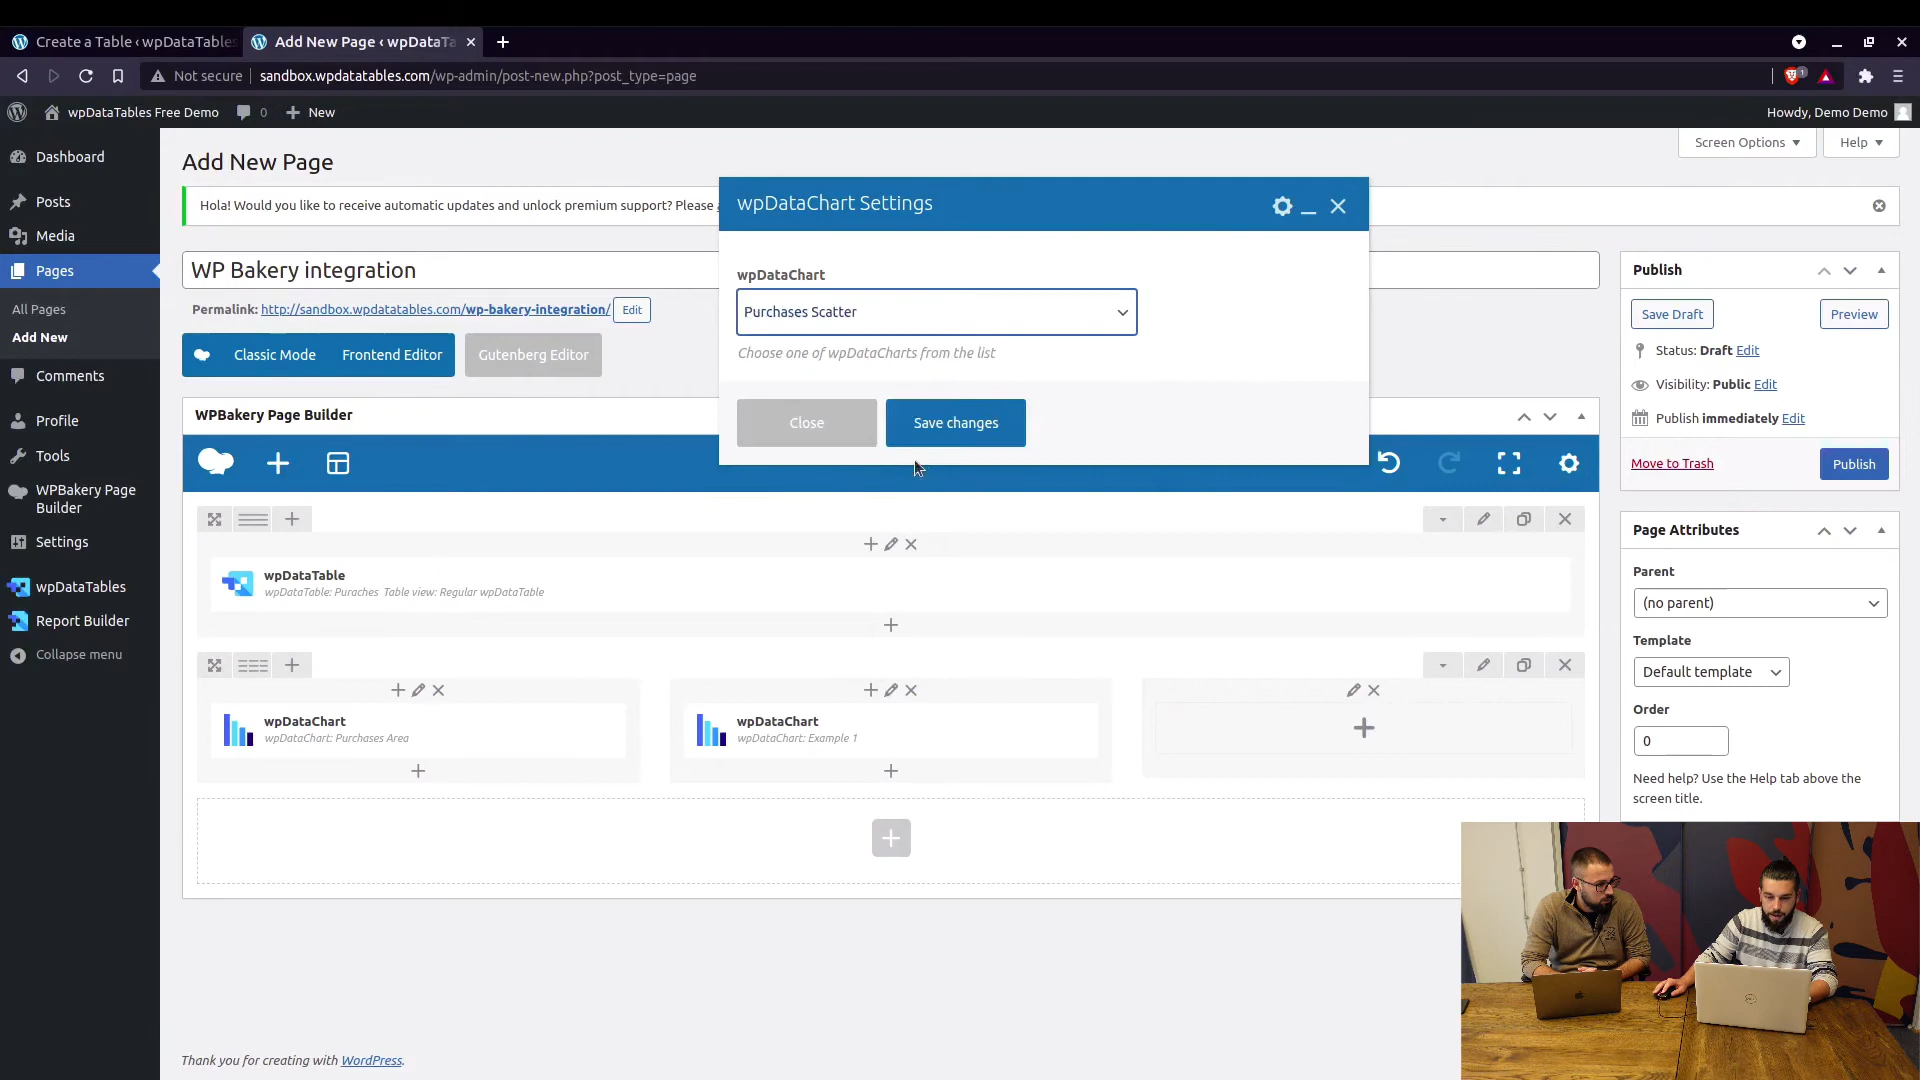 Create a Table ‹ wpDataTables
Add New Page ‹ wpDataTa
Not secure
sandbox.wpdatatables.com/wp-admin/post-new.php?post_type=page
1
wpDataTables Free Demo
0
New
Howdy, Demo Demo
Dashboard
Posts
Media
Pages
All Pages
Add New
Comments
Profile
Tools
WPBakery Page
Builder
Settings
wpDataTables
Report Builder
Collapse menu
Screen Options
Help
Add New Page
Hola! Would you like to receive automatic updates and unlock premium support? Please
WP Bakery integration
Permalink: http://sandbox.wpdatatables.com/wp-bakery-integration/
Edit
Classic Mode
Frontend Editor
Gutenberg Editor
WPBakery Page Builder
wpDataChart Settings
wpDataChart
Purchases Scatter
Choose one of wpDataCharts from the list
Close
Save changes
wpDataTable
wpDataTable: Puraches Table view: Regular wpDataTable
wpDataChart
wpDataChart: Purchases Area
wpDataChart
wpDataChart: Example 1
Publish
Save Draft
Preview
Status: Draft Edit
Visibility: Public Edit
Publish immediately Edit
Move to Trash
Publish
Page Attributes
Parent
(no parent)
Template
Default template
Order
0
Need help? Use the Help tab above the
screen title.
Thank you for creating with WordPress.